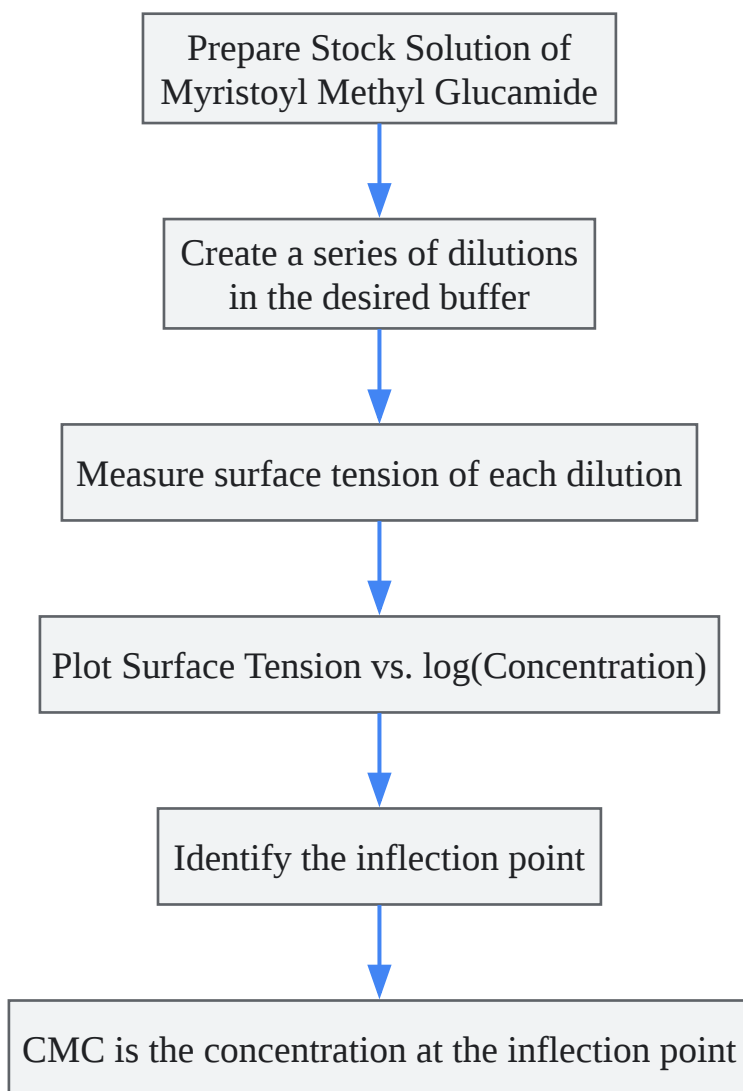 Prepare Stock Solution of
Myristoyl Methyl Glucamide
Create a series of dilutions
in the desired buffer
Measure surface tension of each dilution
Plot Surface Tension vs. log(Concentration)
Identify the inflection point
CMC is the concentration at the inflection point